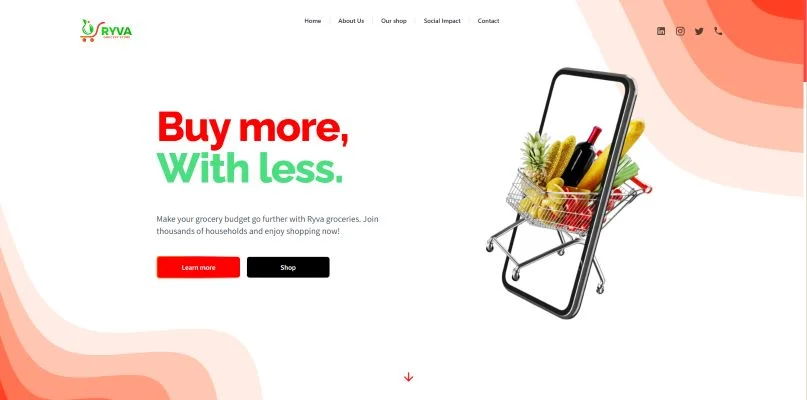 RYVA
GROCERY STORE
Home
About Us
Our shop
Social Impact
Contact
Buy more,
With less.
Make your grocery budget go further with Ryva groceries. Join
thousands of households and enjoy shopping now!
Learn more
Shop